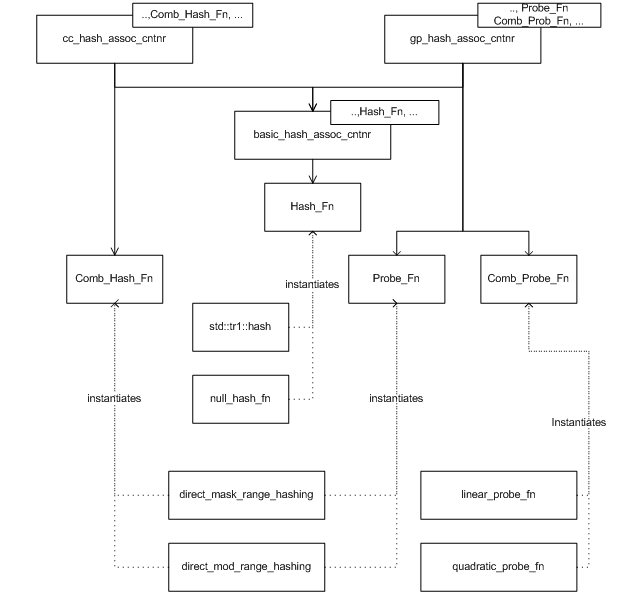 ..,Comb_Hash_Fn, ...
cc_hash_assoc_cntnr
.., Probe_Fn
Comb_Prob_Fn, ...
gp_hash_assoc_cntnr
..,Hash_Fn, ...
basic_hash_assoc_cntnr
Hash_Fn
Comb_Hash_Fn
instantiates
Probe_Fn
Comb_Probe_Fn
std::tr1::hash
null_hash_fn
instantiates
instantiates
Instantiates
direct_mask_range_hashing
linear_probe_fn
direct_mod_range_hashing
quadratic_probe_fn